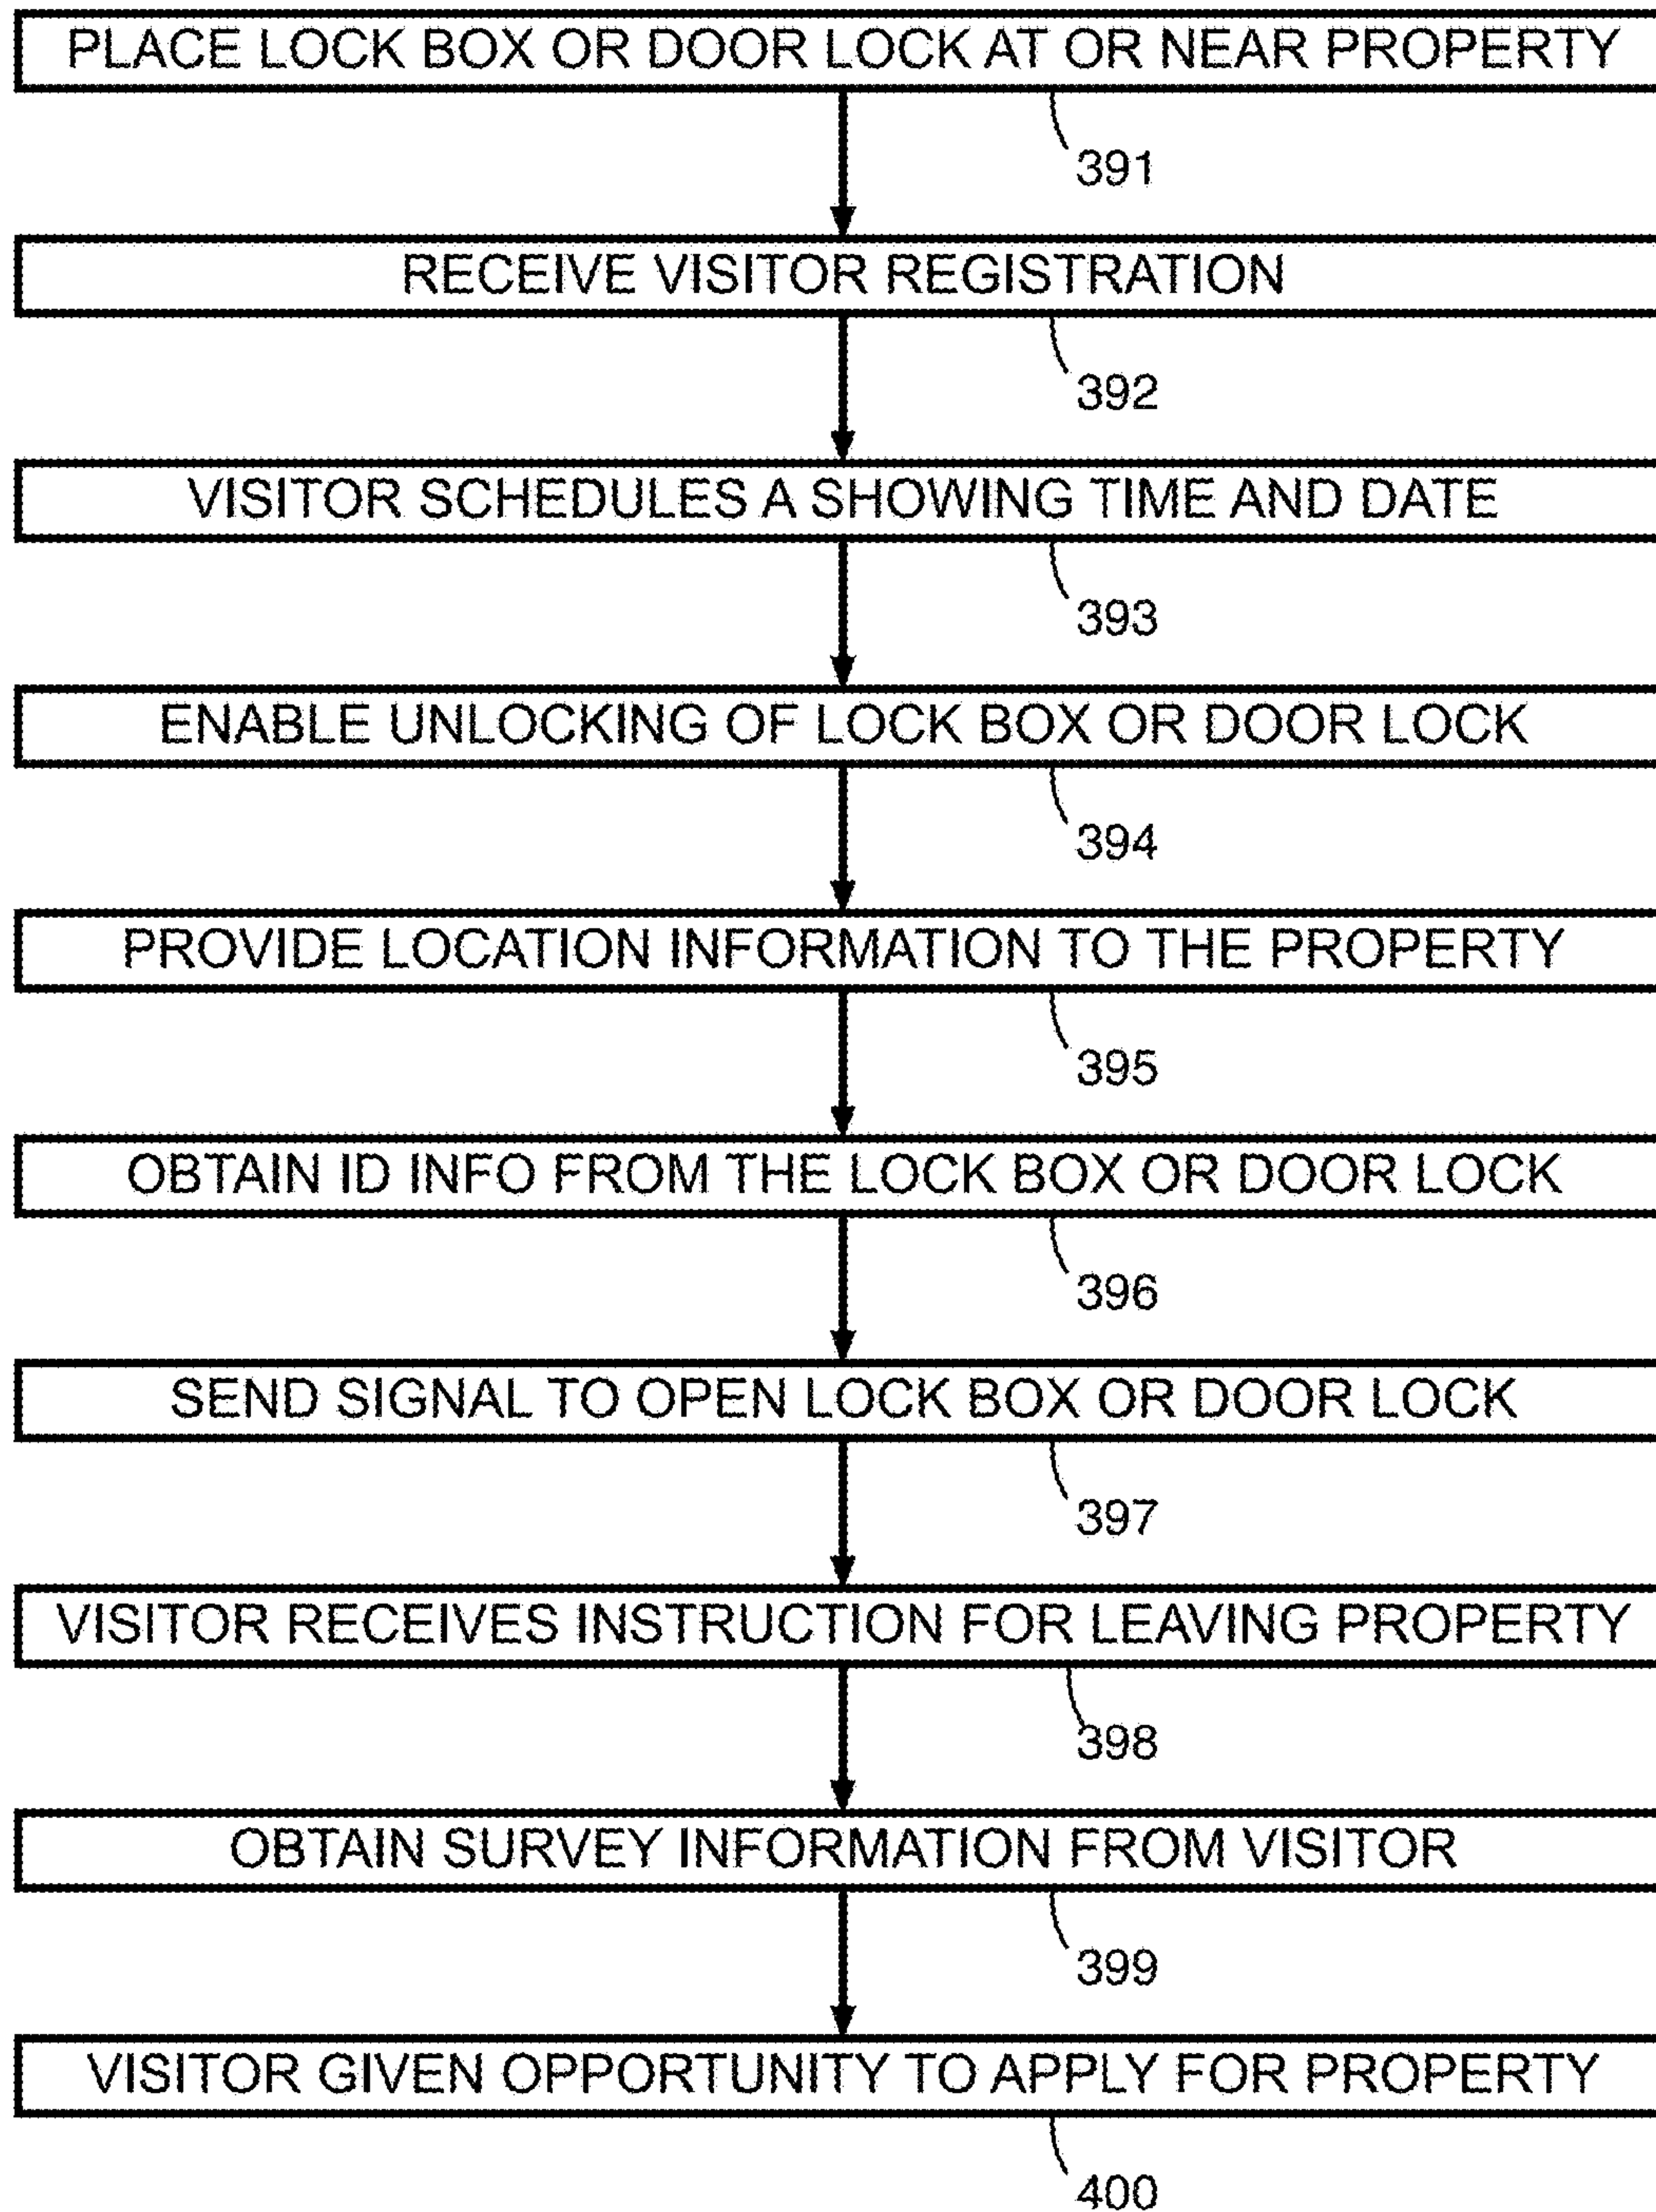 PLACE LOCK BOX OR DOOR LOCK AT OR NEAR PROPERTY
391
RECEIVE VISITOR REGISTRATION
392
VISITOR SCHEDULES A SHOWING TIME AND DATE
393
ENABLE UNLOCKING OF LOCK BOX OR DOOR LOCK
394
PROVIDE LOCATION INFORMATION TO THE PROPERTY
395
OBTAIN ID INFO FROM THE LOCK BOX OR DOOR LOCK
396
SEND SIGNAL TO OPEN LOCK BOX OR DOOR LOCK
397
VISITOR RECEIVES INSTRUCTION FOR LEAVING PROPERTY
398
OBTAIN SURVEY INFORMATION FROM VISITOR
399
VISITOR GIVEN OPPORTUNITY TO APPLY FOR PROPERTY
400